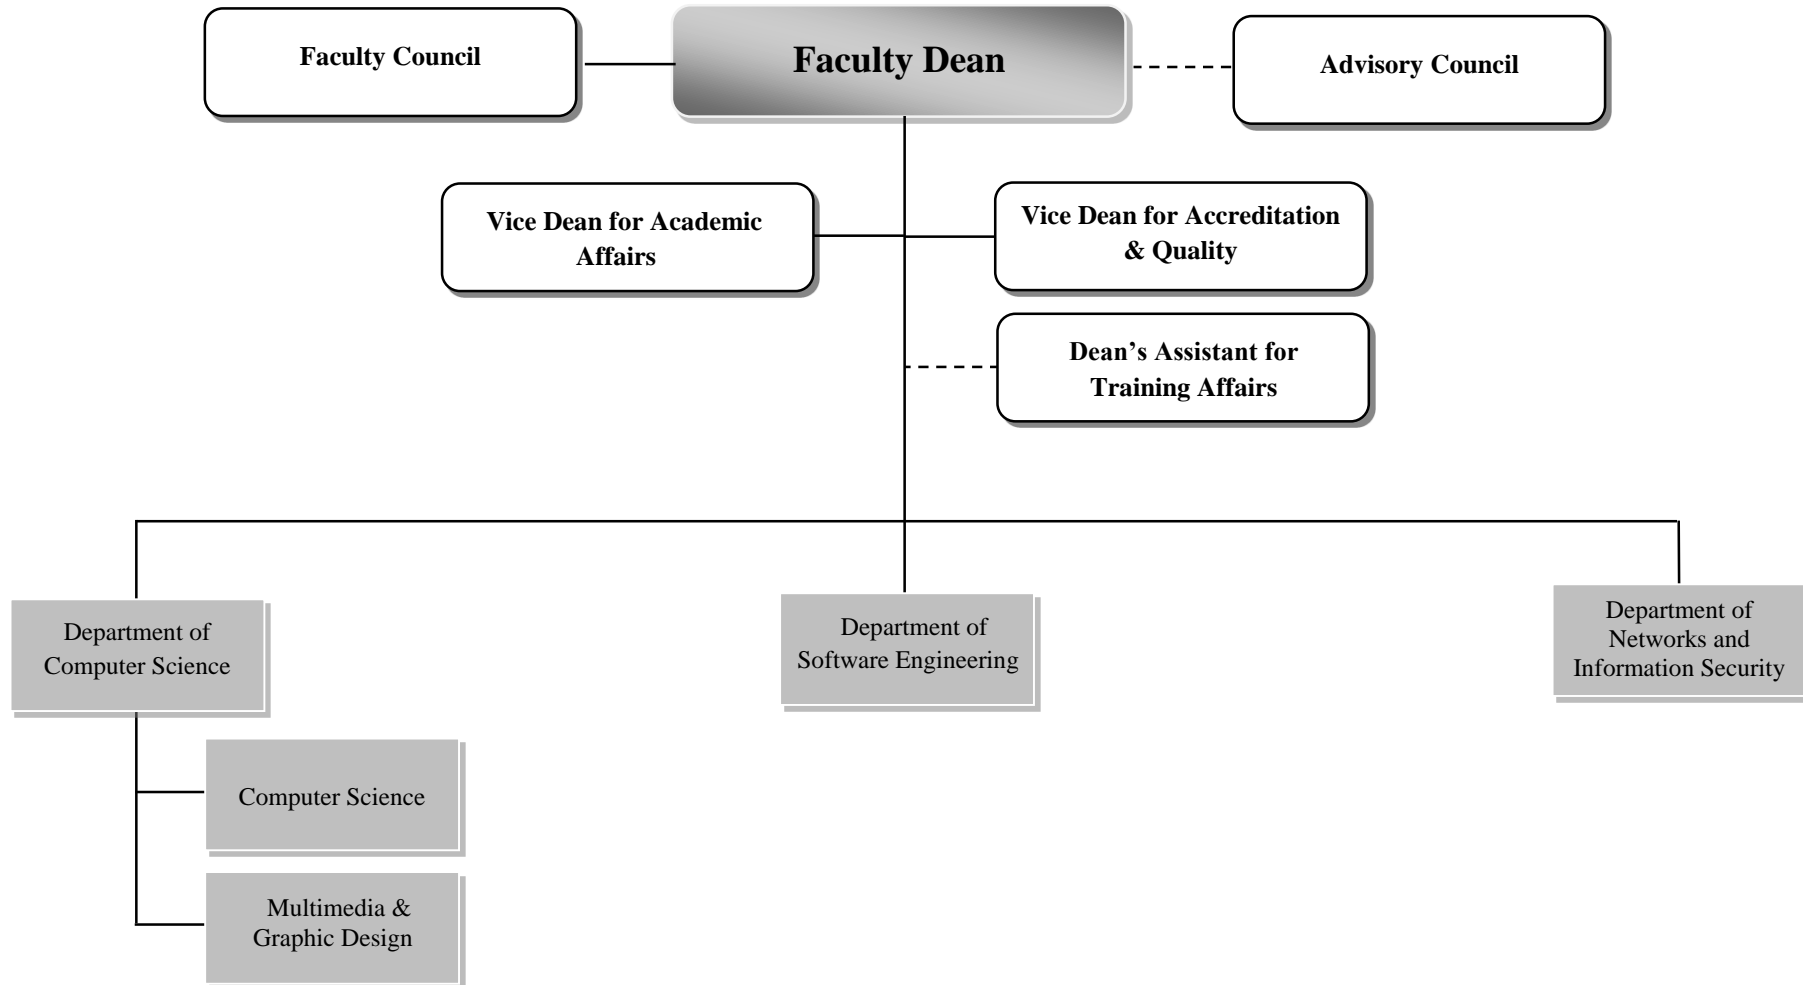 Faculty Council
Faculty Dean
Advisory Council
Vice Dean for Academic
Affairs
Vice Dean for Accreditation
& Quality
Dean’s Assistant for
Training Affairs
Department of
Computer Science
Department of
Software Engineering
Department of
Networks and
Information Security
Computer Science
Multimedia &
Graphic Design